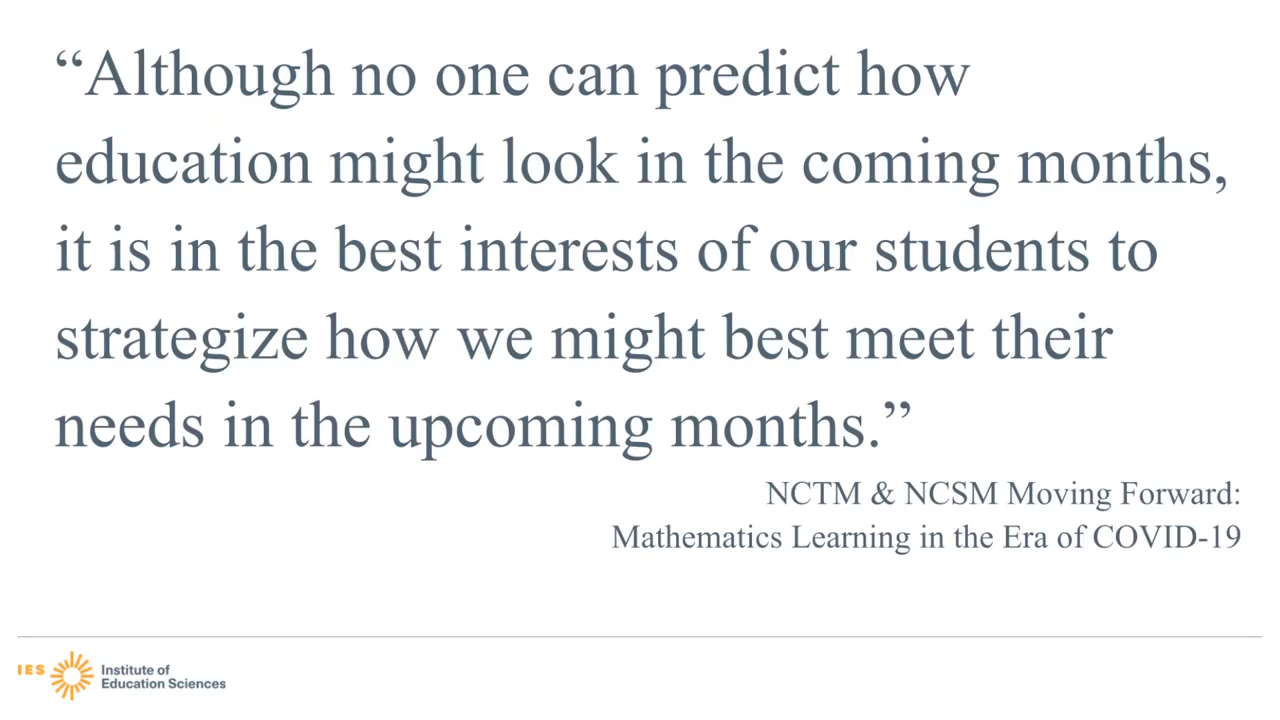 “Although no one can predict how
education might look in the coming months,
it is in the best interests of our students to
strategize how we might best meet their
needs in the upcoming months.”
NCTM & NCSM Moving Forward:
Mathematics Learning in the Era of COVID-19
IES
Institute of
Education Sciences